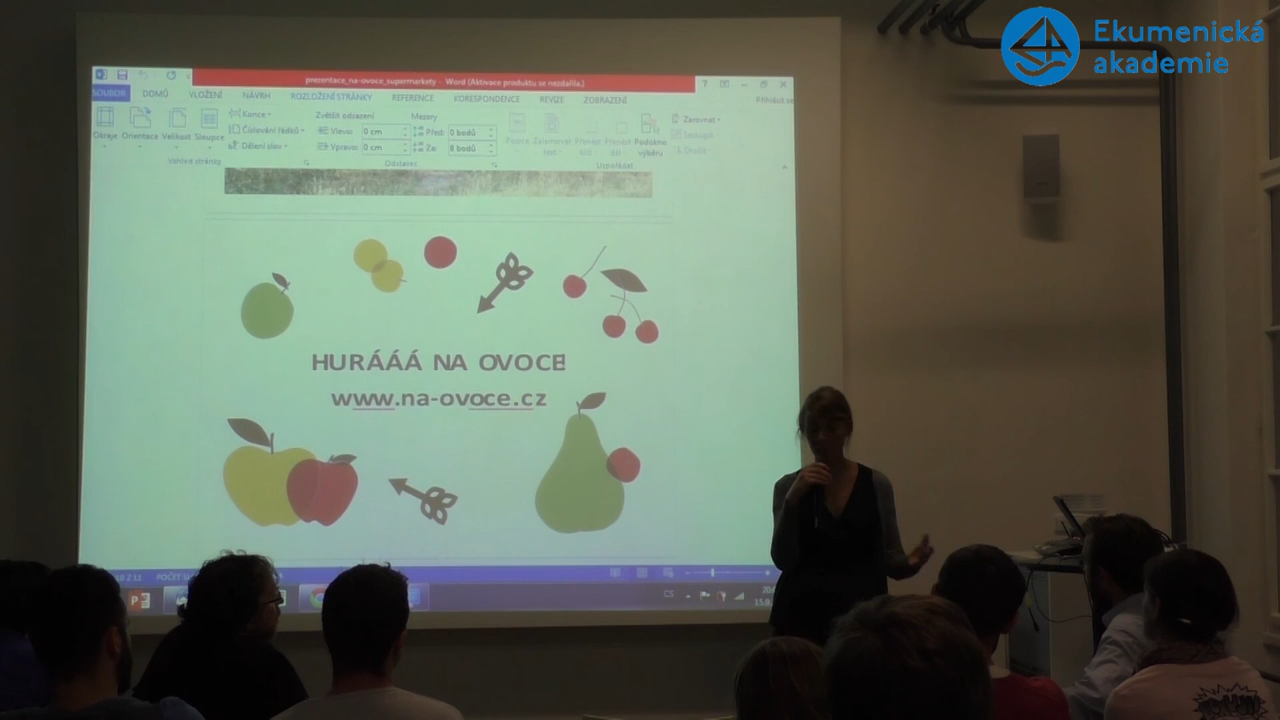 Ekumenická
akademie
prezentace_na-ovoce_supermarkety - Word (Aktivace produktu se nezdařila.)
SOUBOR DOMŮ VLOŽENÍ NÁVRH ROZLOŽENÍ STRÁNKY REFERENCE KORESPONDENCE REVIZE ZOBRAZENÍ
Přihlásit se
Okraje Orientace Velikost Sloupce
Konce
Číslování řádků
Dělení slov
Vzhled stránky
Zvětšit odsazení
Vlevo: 0 cm
Vpravo: 0 cm
Mezery
Před: 0 bodů
Za: 8 bodů
Odstavec
Podokno
výběru
Zarovnat
Uspořádat
HURÁÁÁ NA OVOCE
www.na-ovoce.cz
CS